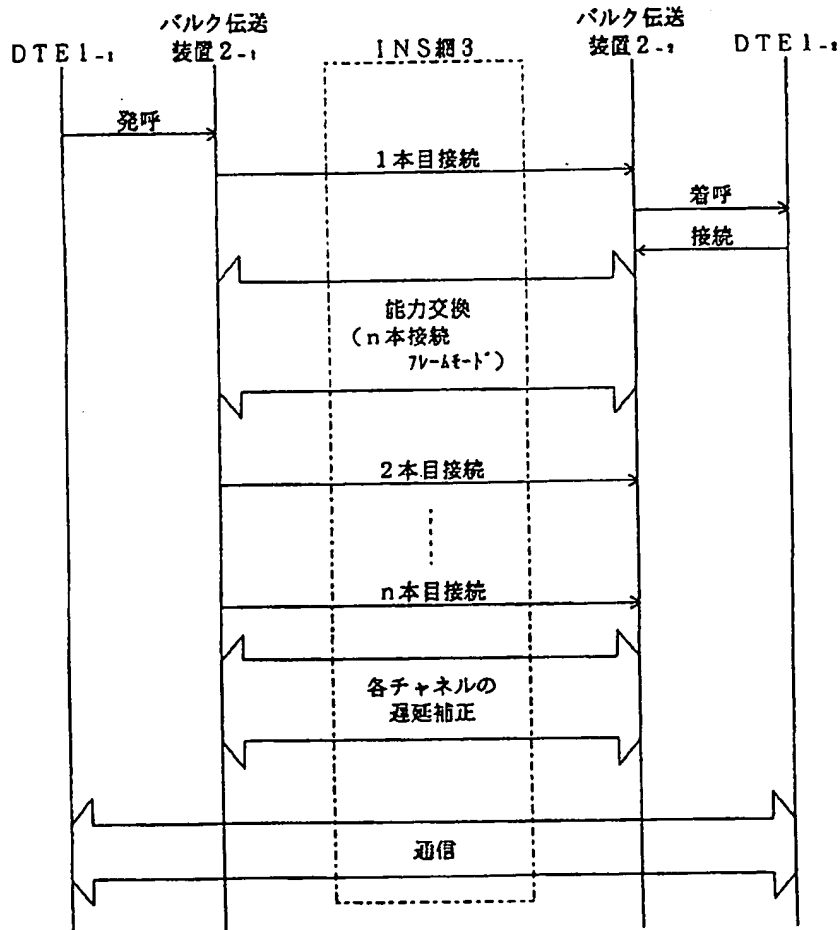 DTE1-1
バルク伝送
装置2-1
INS網3
バルク伝送
装置2-2
DTE1-2
発呼
1本目接続
着呼
接続
能力交換
(n本接続
フレームモード)
2本目接続
n本目接続
各チャネルの
遅延補正
通信